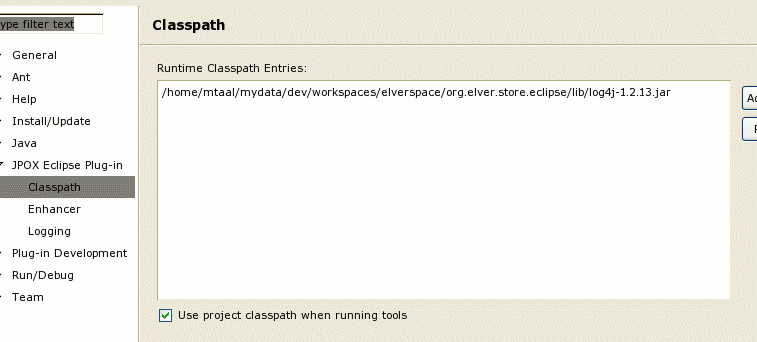 ype filter text
General
Ant
Help
Install/Update
Java
JPOX Eclipse Plug-in
Classpath
Enhancer
Logging
Plug-in Development
Run/Debug
Team
Classpath
Runtime Classpath Entries:
/home/mtaal/mydata/dev/workspaces/elverspace/org.elver.store.eclipse/lib/log4j-1.2.13.jar
Use project classpath when running tools